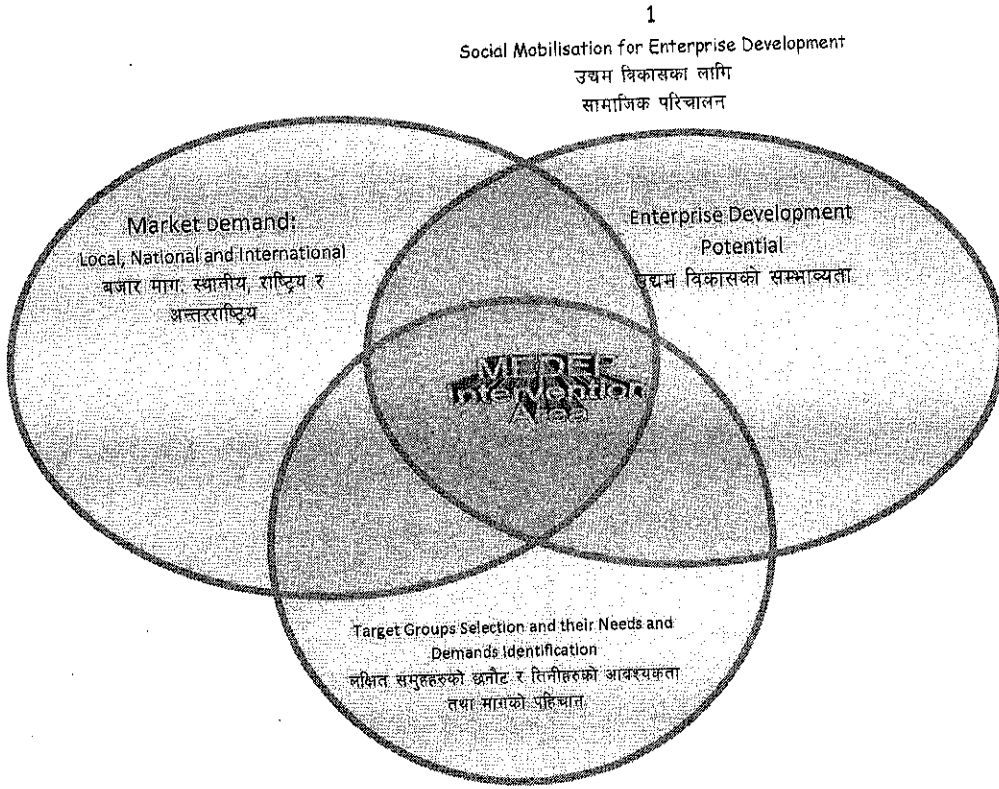 1
Social Mobilisation for Enterprise Development
उद्यम विकासका लागि
सामाजिक परिचालन
Market Demand:
Local, National and International
बजार माग: स्थानीय, राष्ट्रिय र
अन्तरराष्ट्रिय
Enterprise Development
Potential
उद्यम विकासको सम्भाव्यता
MEDEP
Intervention
Area
Target Groups Selection and their Needs and
Demands Identification
लक्षित समुहहरुको छनौट र तिनीहरुको आवश्यकता
तथा मागको पहिचान